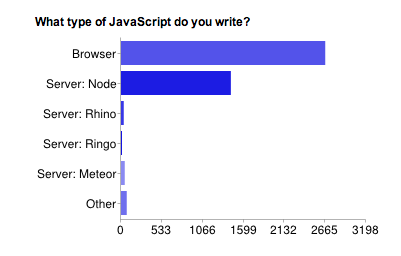 What type of JavaScript do you write?
Browser
Server: Node
Server: Rhino
Server: Ringo
Server: Meteor
Other
0 533 1066 1599 2132 2665 3198